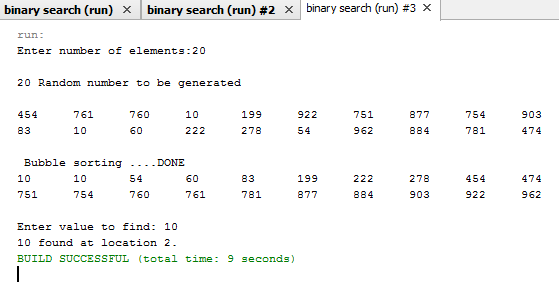 binary search (run) × binary search (run) #2 × binary search (run) #3 ×
run:
Enter number of elements:20
20 Random number to be generated
454 761 760 10 199 922 751 877 754 903
83 10 60 222 278 54 962 884 781 474
Bubble sorting ....DONE
10 10 54 60 83 199 222 278 454 474
751 754 760 761 781 877 884 903 922 962
Enter value to find: 10
10 found at location 2.
BUILD SUCCESSFUL (total time: 9 seconds)